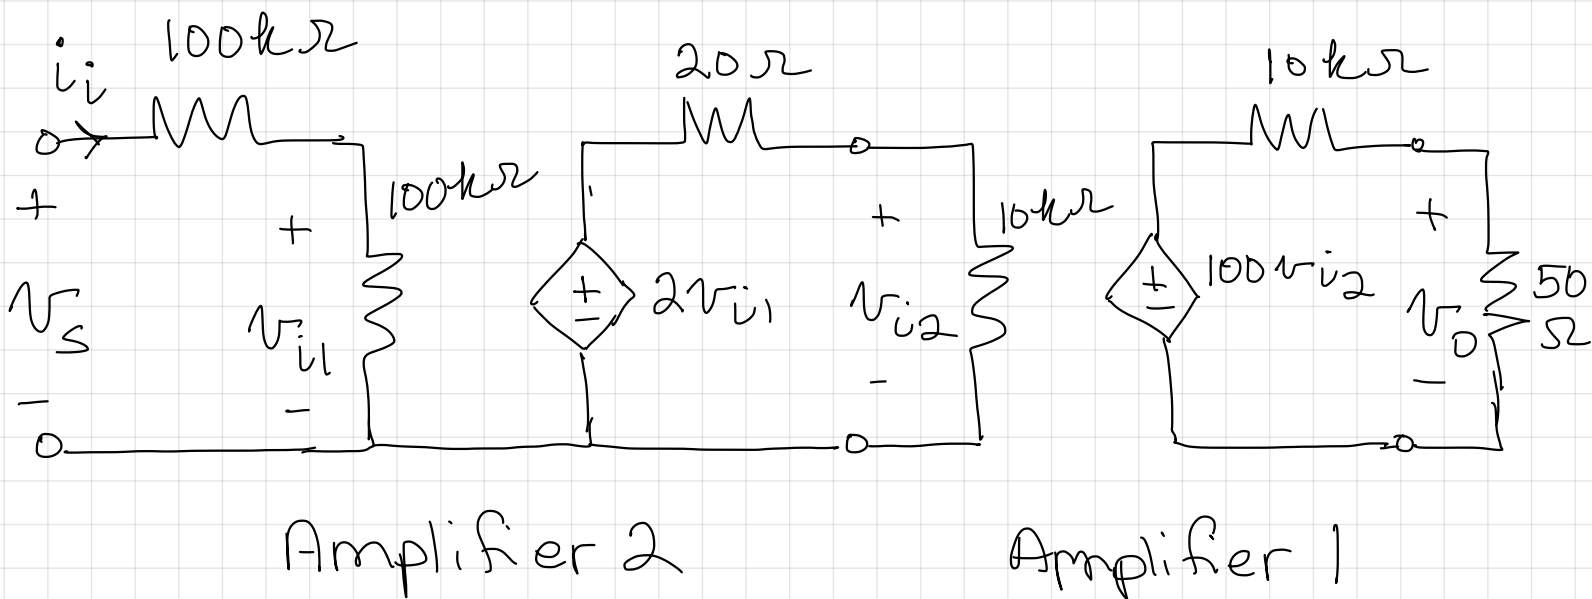 i_i
100kΩ
20Ω
10kΩ
100kΩ
10kΩ
+
+
+
+
+
+
v_s
v_i1
2v_i1
v_i2
100v_i2
v_o
50
Ω
−
−
−
−
−
−
Amplifier 2
Amplifier 1